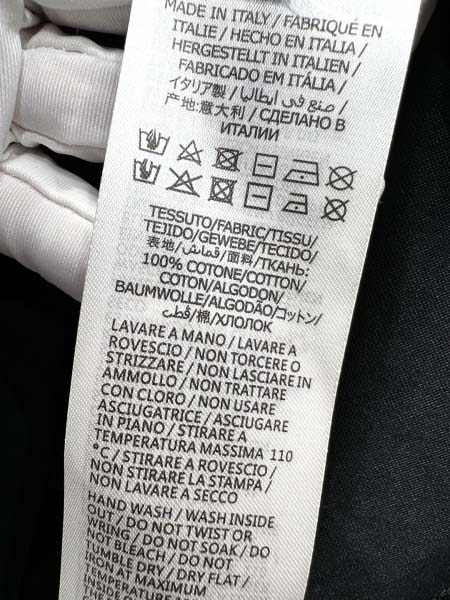 MADE IN ITALY / FABRIQUÉ EN
ITALIE / HECHO EN ITALIA /
HERGESTELLT IN ITALIEN /
FABRICADO EM ITÁLIA /
イタリア製 / صنع في ايطاليا /
产地:意大利 / СДЕЛАНО В
ИТАЛИИ
TESSUTO/FABRIC/TISSU/
TEJIDO/GEWEBE/TECIDO/
表地/قماش/面料/ТКАНЬ:
100% COTONE/COTTON/
COTON/ALGODON/
BAUMWOLLE/ALGODÃO/コットン/
قطن/棉/ХЛОПОК
LAVARE A MANO / LAVARE A
ROVESCIO / NON TORCERE O
STRIZZARE / NON LASCIARE IN
AMMOLLO / NON TRATTARE
CON CLORO / NON USARE
ASCIUGATRICE / ASCIUGARE
IN PIANO / STIRARE A
TEMPERATURA MASSIMA 110
°C / STIRARE A ROVESCIO /
NON STIRARE LA STAMPA /
NON LAVARE A SECCO
HAND WASH / WASH INSIDE
OUT / DO NOT TWIST OR
WRING / DO NOT SOAK / DO
NOT BLEACH / DO NOT
TUMBLE DRY / DRY FLAT /
IRON AT MAXIMUM